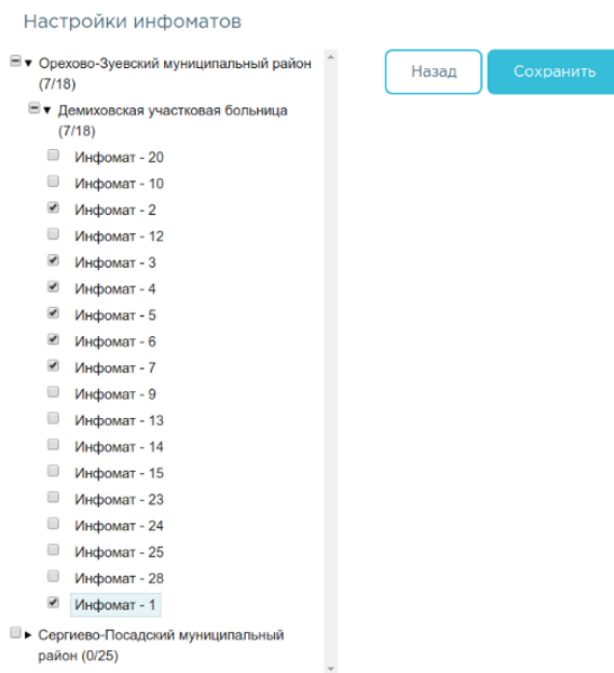 Настройки инфоматов
Орехово-Зуевский муниципальный район
(7/18)
Назад
Сохранить
Демиховская участковая больница
(7/18)
Инфомат - 20
Инфомат - 10
Инфомат - 2
Инфомат - 12
Инфомат - 3
Инфомат - 4
Инфомат - 5
Инфомат - 6
Инфомат - 7
Инфомат - 9
Инфомат - 13
Инфомат - 14
Инфомат - 15
Инфомат - 23
Инфомат - 24
Инфомат - 25
Инфомат - 28
Инфомат - 1
Сергиево-Посадский муниципальный
район (0/25)